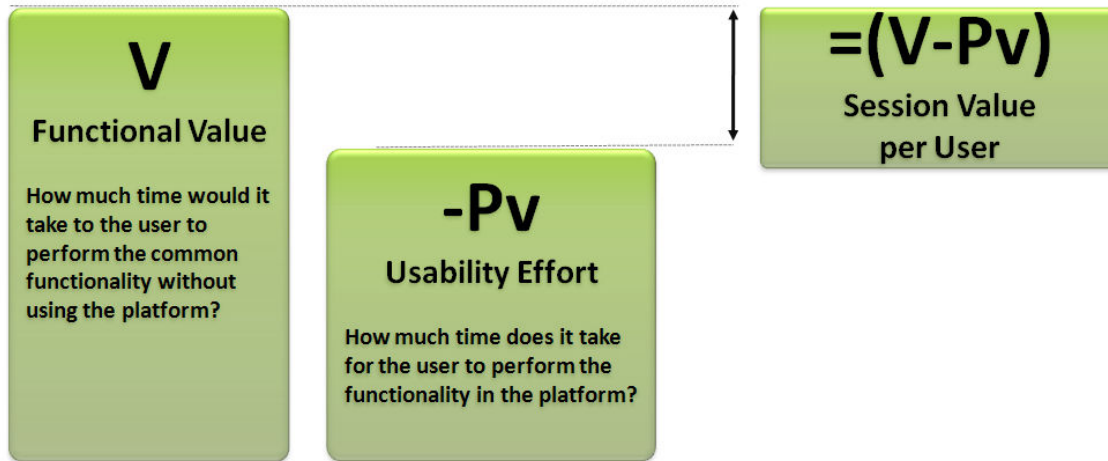 V
Functional Value
How much time would it
take to the user to
perform the common
functionality without
using the platform?
-Pv
Usability Effort
How much time does it take
for the user to perform the
functionality in the platform?
=(V-Pv)
Session Value
per User